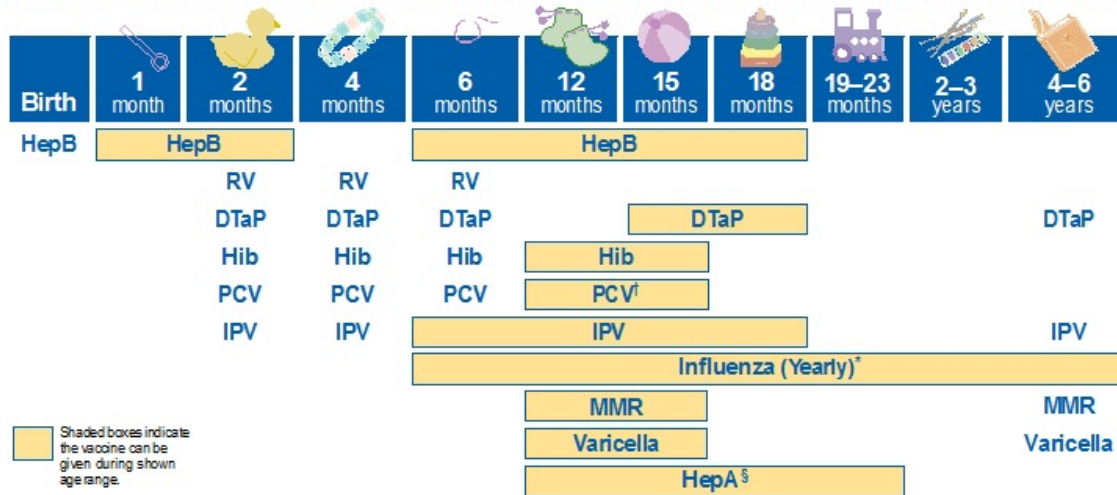 Birth
1 month
2 months
4 months
6 months
12 months
15 months
18 months
19–23 months
2–3 years
4–6 years
HepB HepB HepB
RV RV RV
DTaP DTaP DTaP DTaP DTaP
Hib Hib Hib Hib
PCV PCV PCV PCV†
IPV IPV IPV IPV
Influenza (Yearly)*
MMR MMR
Varicella Varicella
HepA§
Shaded boxes indicate
the vaccine can be
given during shown
age range.